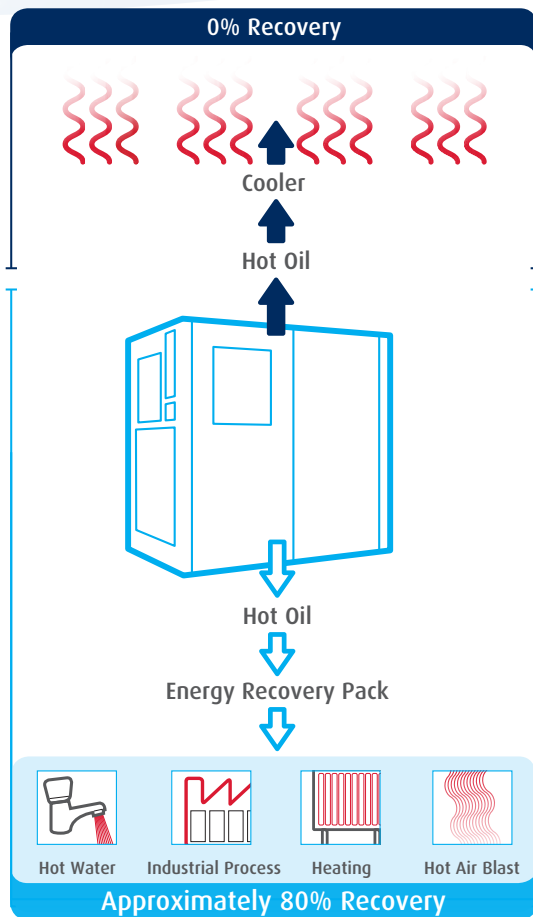 0% Recovery
Cooler
Hot Oil
Hot Oil
Energy Recovery Pack
Hot Water
Industrial Process
Heating
Hot Air Blast
Approximately 80% Recovery